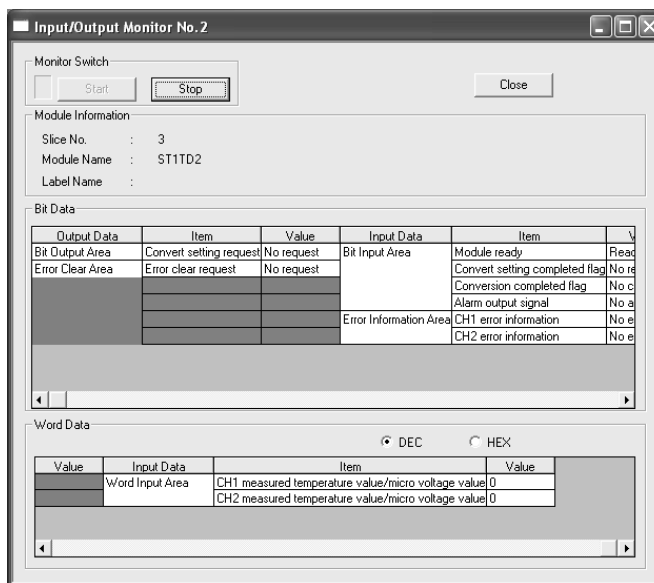 Input/Output Monitor No.2
Monitor Switch
Start
Stop
Close
Module Information
Slice No. : 3
Module Name : ST1TD2
Label Name :
Bit Data
Output Data Item Value Input Data Item
Bit Output Area Convert setting request No request Bit Input Area Module ready
Error Clear Area Error clear request No request Convert setting completed flag
Conversion completed flag
Alarm output signal
Error Information Area CH1 error information
CH2 error information
Word Data
DEC HEX
Value Input Data Item Value
Word Input Area CH1 measured temperature value/micro voltage value 0
CH2 measured temperature value/micro voltage value 0